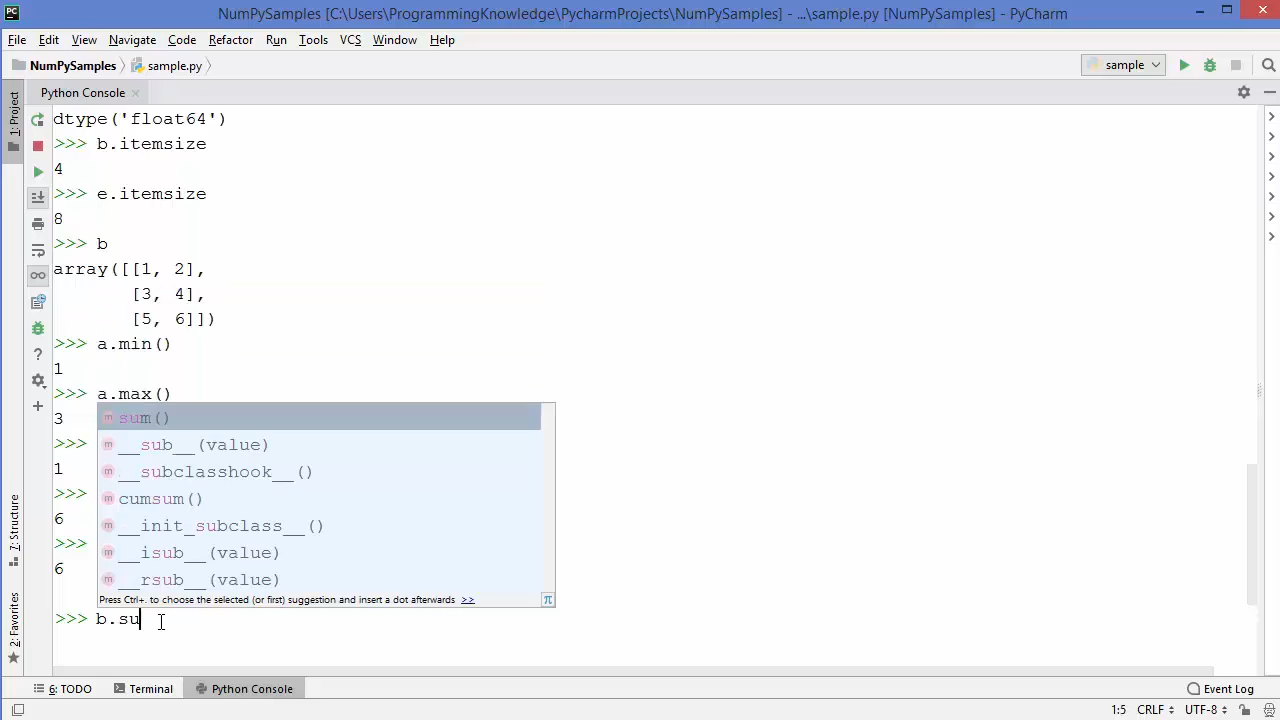 NumPySamples [C:\Users\ProgrammingKnowledge\PycharmProjects\NumPySamples] - ...\sample.py [NumPySamples] - PyCharm
File Edit View Navigate Code Refactor Run Tools VCS Window Help
NumPySamples sample.py sample
1: Project
Python Console
dtype('float64')
>>> b.itemsize
4
>>> e.itemsize
8
>>> b
array([[1, 2],
[3, 4],
[5, 6]])
>>> a.min()
1
>>> a.max()
3
>>>
1
>>>
6
>>>
6
sum()
__sub__(value)
__subclasshook__()
cumsum()
__init_subclass__()
__isub__(value)
__rsub__(value)
Press Ctrl+. to choose the selected (or first) suggestion and insert a dot afterwards >>
π
>>> b.su
7: Structure
2: Favorites
6: TODO Terminal Python Console Event Log
1:5 CRLF UTF-8